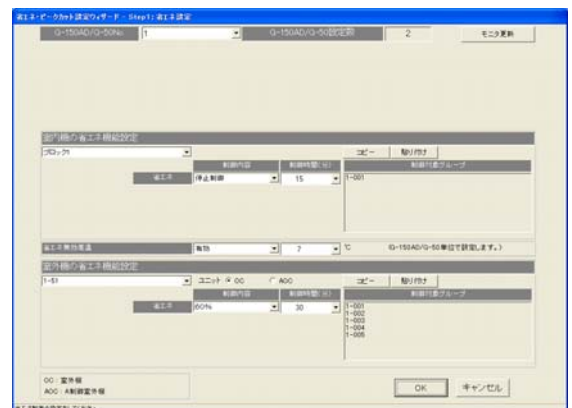 省エネ・ピークカット設定ウィザード - Step1: 省エネ設定
G-150AD/G-50No 1 G-150AD/G-50設定数 2 モニタ更新
室内機の省エネ機能設定
ブロック1 コピー 貼り付け
制御内容 制御時間(分) 制御対象グループ
省エネ 停止制御 15 1-001
省エネ有効差温 有効 7 ℃ (G-150AD/G-50単位で設定します。)
室外機の省エネ機能設定
1-51 ユニット OC AOC コピー 貼り付け
制御内容 制御時間(分) 制御対象グループ
省エネ 60% 30 1-001
1-002
1-003
1-004
1-005
OC : 室外機
AOC : A制御室外機
OK キャンセル